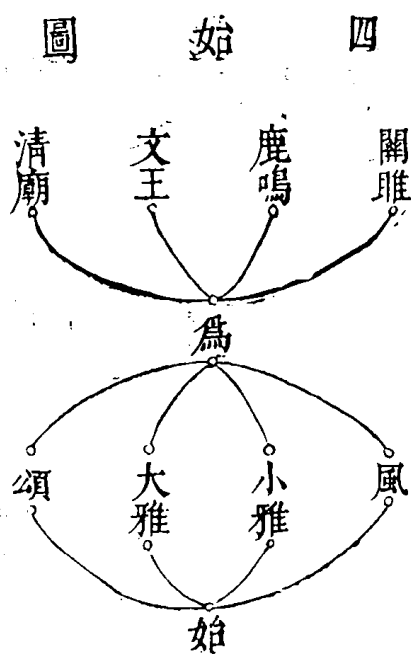 四始圖
關雎
鹿鳴
文王
清廟
爲
風
小雅
大雅
頌
始